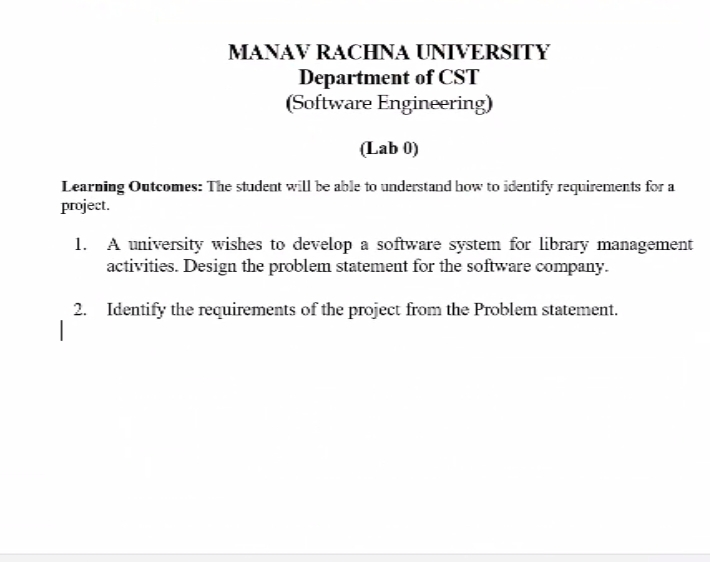 MANAV RACHNA UNIVERSITY
Department of CST
(Software Engineering)
(Lab 0)
Learning Outcomes: The student will be able to understand how to identify requirements for a
project.
1. A university wishes to develop a software system for library management
activities. Design the problem statement for the software company.
2. Identify the requirements of the project from the Problem statement.